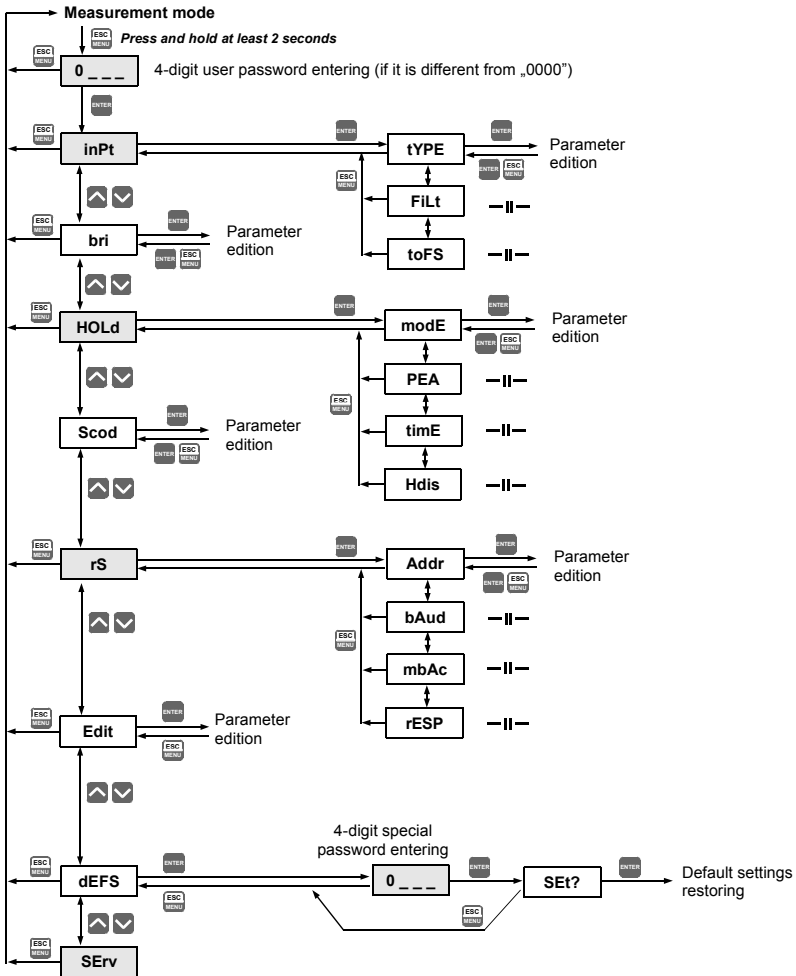 Measurement mode
ESC
MENU
Press and hold at least 2 seconds
ESC
MENU
0 _ _ _
4-digit user password entering (if it is different from „0000”)
ENTER
ESC
MENU
inPt
ENTER
tYPE
ENTER
ENTER
ESC
MENU
Parameter
edition
ESC
MENU
FiLt
toFS
ESC
MENU
bri
ENTER
ENTER
ESC
MENU
Parameter
edition
ESC
MENU
HOLd
ENTER
modE
ENTER
ENTER
ESC
MENU
Parameter
edition
ESC
MENU
PEA
timE
Hdis
Scod
ENTER
ENTER
ESC
MENU
Parameter
edition
ESC
MENU
rS
ENTER
Addr
ENTER
ENTER
ESC
MENU
Parameter
edition
ESC
MENU
bAud
mbAc
rESP
ESC
MENU
Edit
ENTER
ESC
MENU
Parameter
edition
4-digit special
password entering
ESC
MENU
dEFS
ENTER
ESC
MENU
0 _ _ _
ENTER
ESC
MENU
SEt?
ENTER
Default settings
restoring
ESC
MENU
SErv